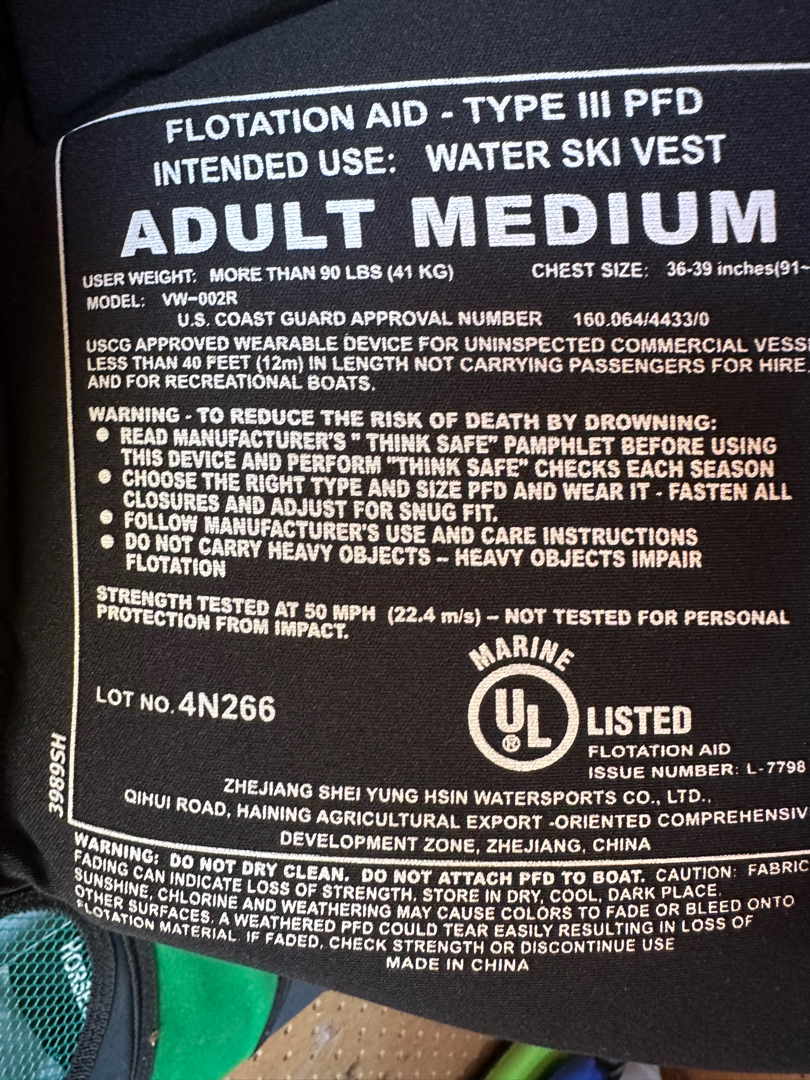 FLOTATION AID - TYPE III PFD
INTENDED USE: WATER SKI VEST
ADULT MEDIUM
USER WEIGHT: MORE THAN 90 LBS (41 KG) CHEST SIZE: 36-39 inches(91~
MODEL: VW-002R
U.S. COAST GUARD APPROVAL NUMBER 160.064/4433/0
USCG APPROVED WEARABLE DEVICE FOR UNINSPECTED COMMERCIAL VESS
LESS THAN 40 FEET (12m) IN LENGTH NOT CARRYING PASSENGERS FOR HIRE,
AND FOR RECREATIONAL BOATS.
WARNING - TO REDUCE THE RISK OF DEATH BY DROWNING:
● READ MANUFACTURER'S " THINK SAFE" PAMPHLET BEFORE USING
THIS DEVICE AND PERFORM "THINK SAFE" CHECKS EACH SEASON
● CHOOSE THE RIGHT TYPE AND SIZE PFD AND WEAR IT - FASTEN ALL
CLOSURES AND ADJUST FOR SNUG FIT.
● FOLLOW MANUFACTURER'S USE AND CARE INSTRUCTIONS
● DO NOT CARRY HEAVY OBJECTS – HEAVY OBJECTS IMPAIR
FLOTATION
STRENGTH TESTED AT 50 MPH (22.4 m/s) – NOT TESTED FOR PERSONAL
PROTECTION FROM IMPACT.
MARINE
UL ®
LISTED
FLOTATION AID
ISSUE NUMBER: L-7798
LOT NO. 4N266
3989SH
ZHEJIANG SHEI YUNG HSIN WATERSPORTS CO., LTD.,
QIHUI ROAD, HAINING AGRICULTURAL EXPORT -ORIENTED COMPREHENSIV
DEVELOPMENT ZONE, ZHEJIANG, CHINA
WARNING: DO NOT DRY CLEAN. DO NOT ATTACH PFD TO BOAT. CAUTION: FABRIC
FADING CAN INDICATE LOSS OF STRENGTH. STORE IN DRY, COOL, DARK PLACE.
SUNSHINE, CHLORINE AND WEATHERING MAY CAUSE COLORS TO FADE OR BLEED ONTO
OTHER SURFACES. A WEATHERED PFD COULD TEAR EASILY RESULTING IN LOSS OF
FLOTATION MATERIAL. IF FADED, CHECK STRENGTH OR DISCONTINUE USE
MADE IN CHINA